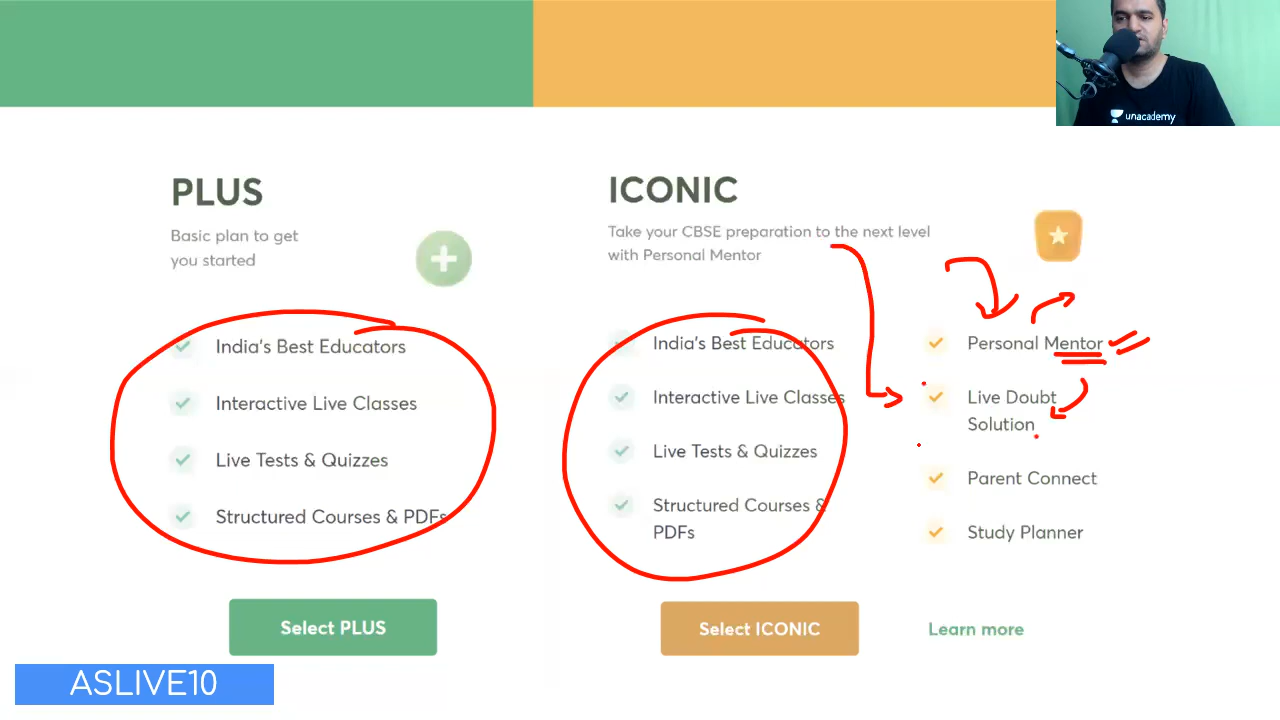 unacademy
PLUS
Basic plan to get
you started
India's Best Educators
Interactive Live Classes
Live Tests & Quizzes
Structured Courses & PDFs
Select PLUS
ICONIC
Take your CBSE preparation to the next level
with Personal Mentor
India's Best Educators
Interactive Live Classes
Live Tests & Quizzes
Structured Courses &
PDFs
Personal Mentor
Live Doubt
Solution
Parent Connect
Study Planner
Select ICONIC
Learn more
ASLIVE10